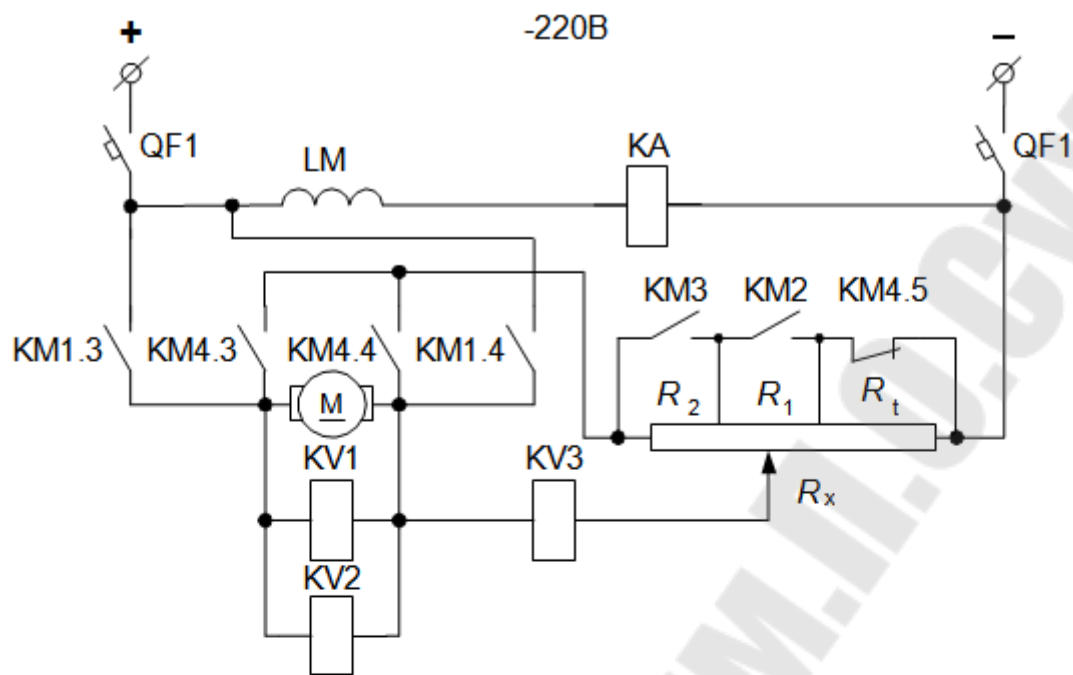 + -220В –
QF1 LM KA QF1
KM3 KM2 KM4.5
KM1.3 KM4.3 KM4.4 KM1.4
M R2 R1 Rt
KV1 KV3 Rx
KV2